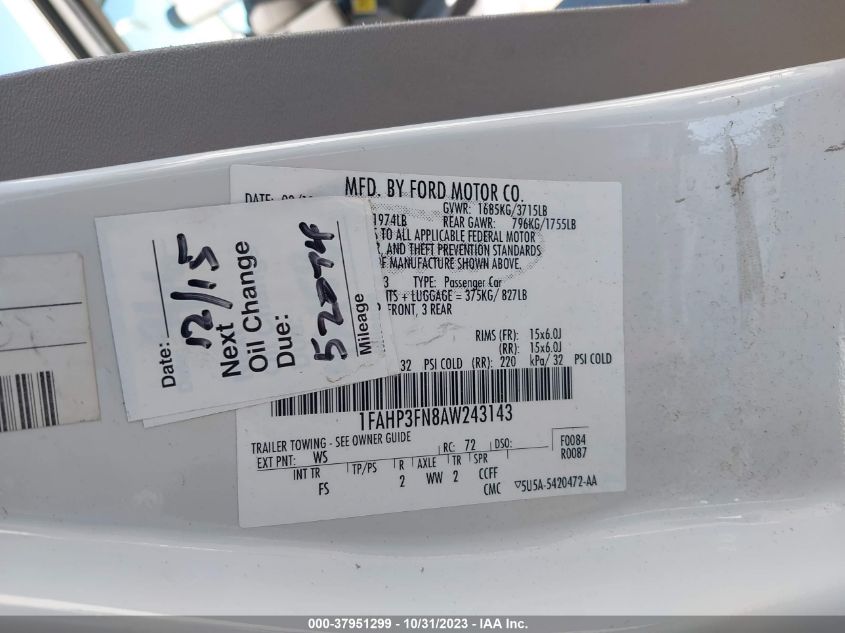 MFD. BY FORD MOTOR CO.
DATE:
GVWR: 1685KG/3715LB
1974LB REAR GAWR: 796KG/1755LB
TO ALL APPLICABLE FEDERAL MOTOR
AND THEFT PREVENTION STANDARDS
OF MANUFACTURE SHOWN ABOVE.
3 TYPE: Passenger Car
+ LUGGAGE = 375KG/ 827LB
FRONT, 3 REAR
RIMS (FR): 15x6.0J
(RR): 15x6.0J
32 PSI COLD (RR): 220 kPa/ 32 PSI COLD
1FAHP3FN8AW243143
TRAILER TOWING - SEE OWNER GUIDE
EXT PNT: WS RC: 72 DSO: F0084
R0087
INT TR TP/PS R AXLE TR SPR
FS 2 WW 2 CCFF
CMC ▽5U5A-5420472-AA
Date: 12/15
Next
Oil Change
Due:
52074
Mileage
000-37951299 - 10/31/2023 - IAA Inc.